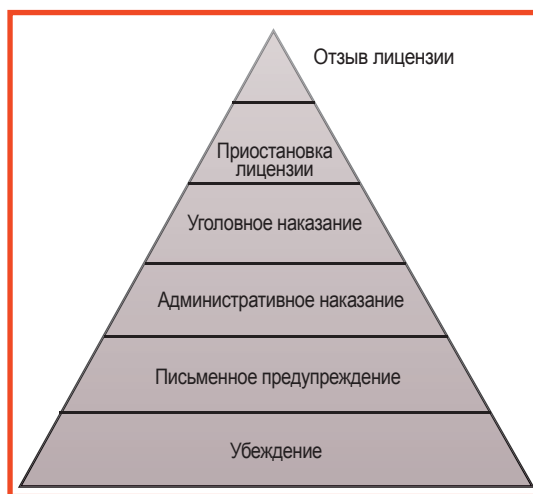 Отзыв лицензии
Приостановка
лицензии
Уголовное наказание
Административное наказание
Письменное предупреждение
Убеждение